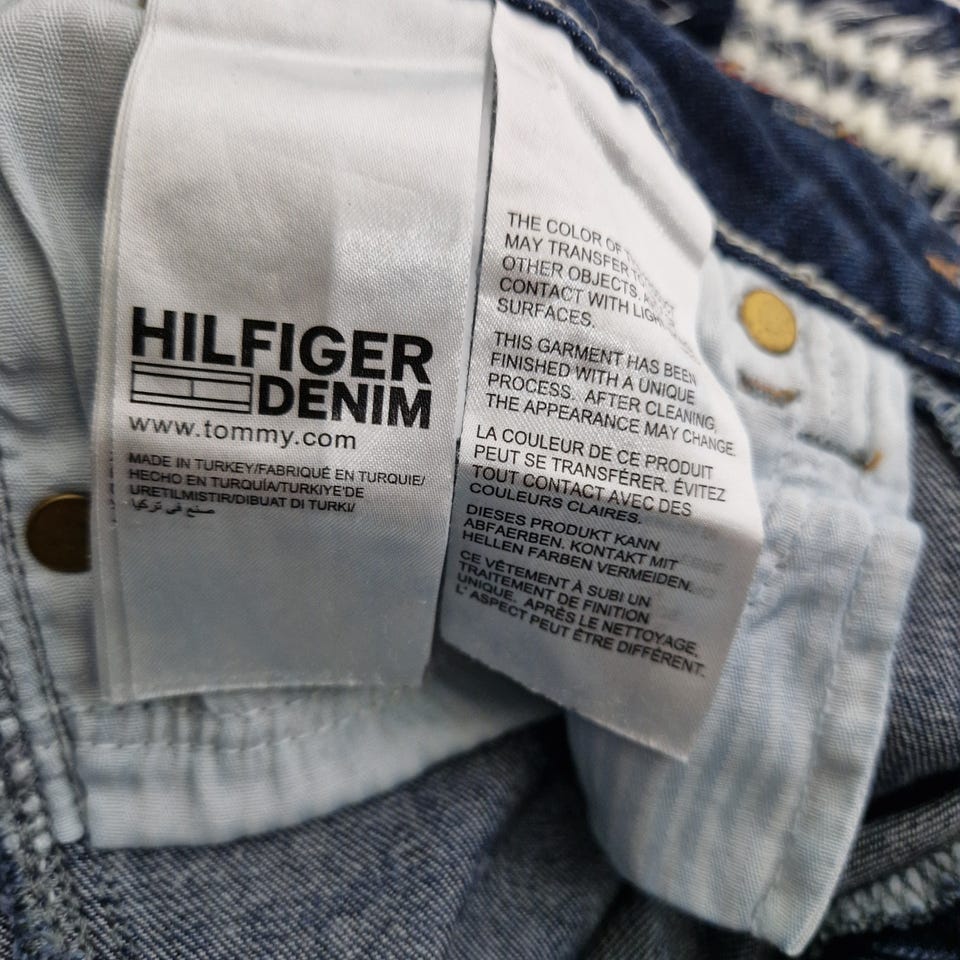 HILFIGER
DENIM
www.tommy.com
MADE IN TURKEY/FABRIQUÉ EN TURQUIE/
HECHO EN TURQUÍA/TURKIYE'DE
URETILMISTIR/DIBUAT DI TURKI/
صنع في تركيا
THE COLOR OF
MAY TRANSFER
OTHER OBJECTS.
CONTACT WITH
SURFACES.
THIS GARMENT HAS BEEN
FINISHED WITH A UNIQUE
PROCESS. AFTER CLEANING,
THE APPEARANCE MAY CHANGE.
LA COULEUR DE CE PRODUIT
PEUT SE TRANSFÉRER. ÉVITEZ
TOUT CONTACT AVEC DES
COULEURS CLAIRES.
DIESES PRODUKT KANN
ABFAERBEN. KONTAKT MIT
HELLEN FARBEN VERMEIDEN.
CE VÊTEMENT À SUBI UN
TRAITEMENT DE FINITION
UNIQUE. APRÈS LE NETTOYAGE,
L' ASPECT PEUT ÊTRE DIFFÉRENT.